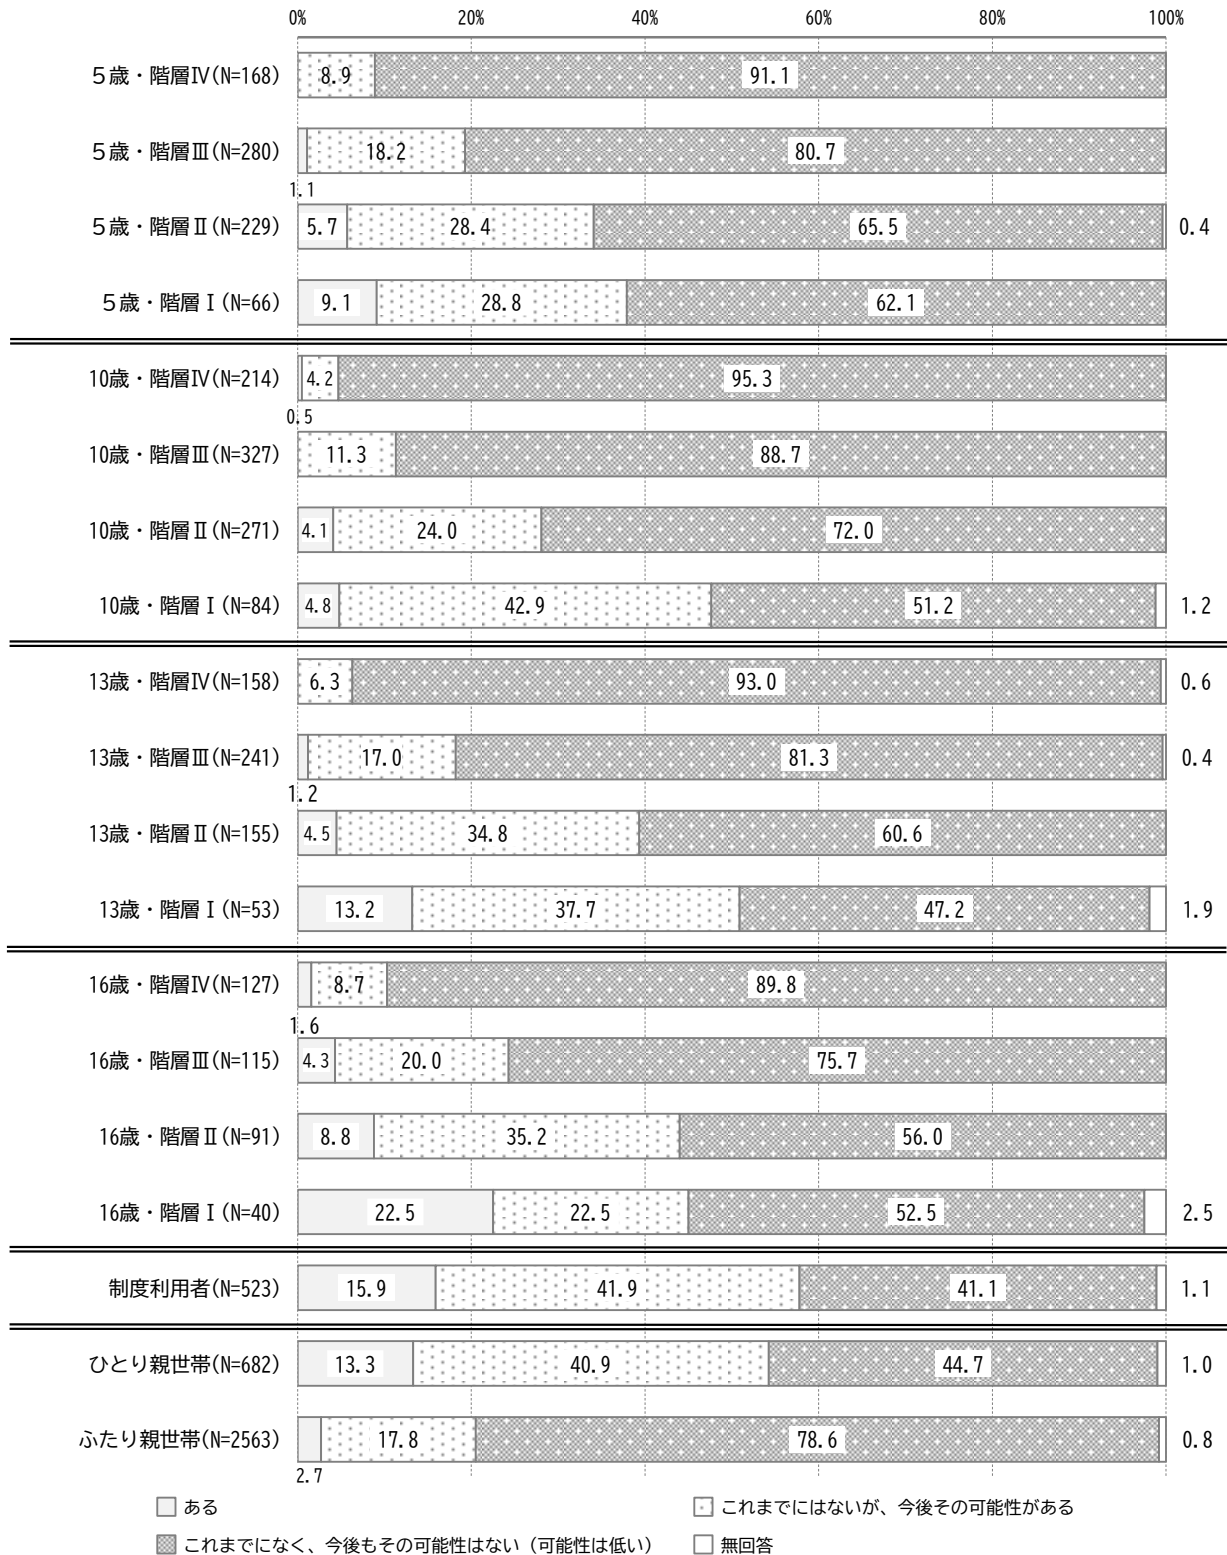 0% 20% 40% 60% 80% 100%
5歳・階層Ⅳ(N=168) 8.9 91.1
5歳・階層Ⅲ(N=280) 18.2 80.7
1.1
5歳・階層Ⅱ(N=229) 5.7 28.4 65.5 0.4
5歳・階層Ⅰ(N=66) 9.1 28.8 62.1
10歳・階層Ⅳ(N=214) 4.2 95.3
0.5
10歳・階層Ⅲ(N=327) 11.3 88.7
10歳・階層Ⅱ(N=271) 4.1 24.0 72.0
10歳・階層Ⅰ(N=84) 4.8 42.9 51.2 1.2
13歳・階層Ⅳ(N=158) 6.3 93.0 0.6
13歳・階層Ⅲ(N=241) 17.0 81.3 0.4
1.2
13歳・階層Ⅱ(N=155) 4.5 34.8 60.6
13歳・階層Ⅰ(N=53) 13.2 37.7 47.2 1.9
16歳・階層Ⅳ(N=127) 8.7 89.8
1.6
16歳・階層Ⅲ(N=115) 4.3 20.0 75.7
16歳・階層Ⅱ(N=91) 8.8 35.2 56.0
16歳・階層Ⅰ(N=40) 22.5 22.5 52.5 2.5
制度利用者(N=523) 15.9 41.9 41.1 1.1
ひとり親世帯(N=682) 13.3 40.9 44.7 1.0
ふたり親世帯(N=2563) 17.8 78.6 0.8
2.7
ある これまでにはないが、今後その可能性がある
これまでになく、今後もその可能性はない（可能性は低い） 無回答